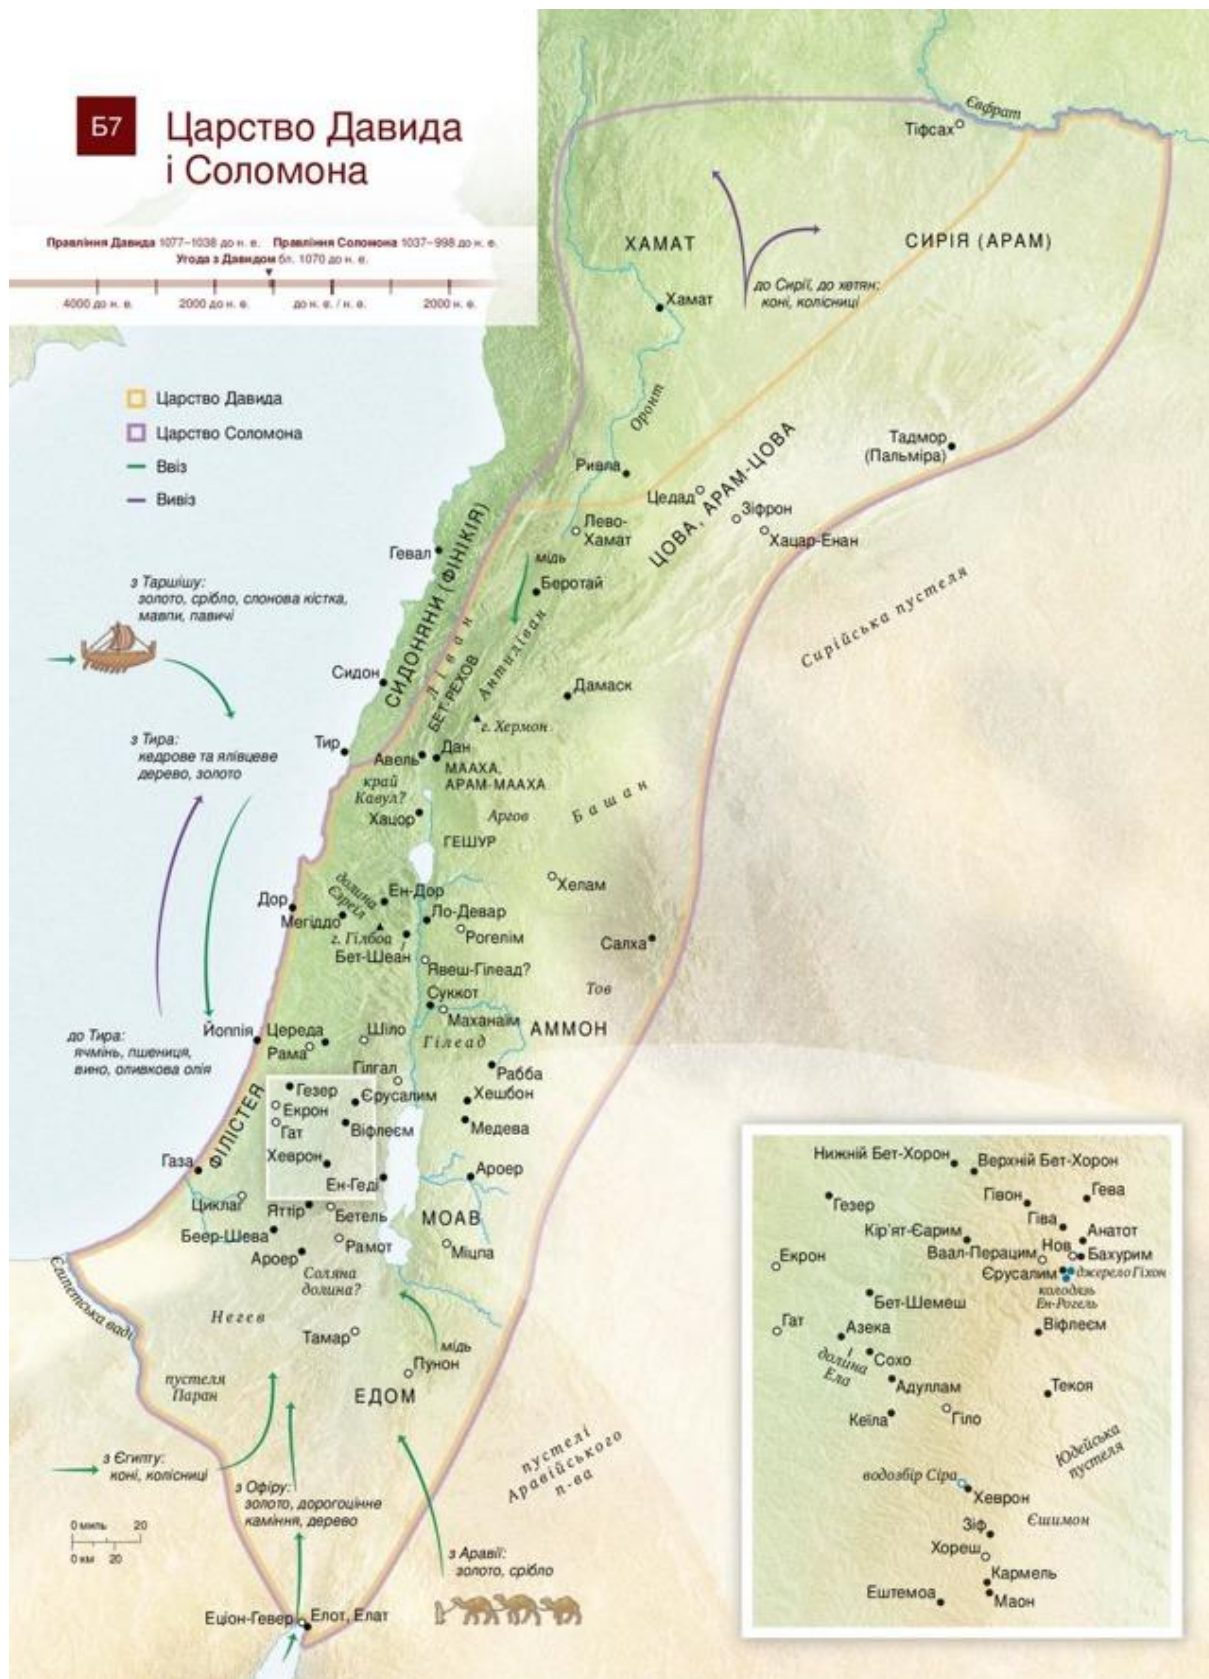 Б7
Царство Давида
і Соломона
Правління Давида 1077–1038 до н. е. Правління Соломона 1037–998 до н. е.
Угода з Давидом бл. 1070 до н. е.
4000 до н. е. 2000 до н. е. до н. е. / н. е. 2000 н. е.
Царство Давида
Царство Соломона
Ввіз
Вивіз
Євфрат
Тіфсах
ХАМАТ
СИРІЯ (АРАМ)
до Сирії, до хетян:
коні, колісниці
Хамат
Оронт
Тадмор
(Пальміра)
Ривла
Цедад
ЦОВА, АРАМ-ЦОВА
Зіфрон
Лево-
Хамат
Хацар-Енан
СИДОНЯНИ (ФІНІКІЯ)
Гевал
мідь
Беротай
з Таршішу:
золото, срібло, слонова кістка,
мавпи, павичі
Ліван
Антиліван
Сирійська пустеля
Сидон
БЕТ-РЕХОВ
Дамаск
г. Хермон
з Тира:
кедрове та ялівцеве
дерево, золото
Тир
Авель
Дан
МААХА,
АРАМ-МААХА
край
Кавул?
Хацор
Аргов
Башан
ГЕШУР
Хелам
долина
Єзреїл
Ен-Дор
Дор
Мегіддо
Ло-Девар
г. Гілбоа
Рогелім
Бет-Шеан
Салха
Явеш-Гілеад?
Тов
Суккот
Маханаїм
АММОН
Гілеад
до Тира:
ячмінь, пшениця,
вино, оливкова олія
Йоппія
Цереда
Шіло
Рама
Гілгал
Рабба
Гезер
Єрусалим
Хешбон
Екрон
Гат
Віфлеєм
Медева
ФІЛІСТЕЯ
Газа
Хеврон
Ен-Геді
Ароер
Циклаг
Яттір
Бетель
МОАВ
Беер-Шева
Рамот
Міцпа
Ароер
Соляна
долина?
Єгипетська ваді
Негев
Тамар
мідь
Пунон
пустеля
Паран
ЕДОМ
з Єгипту:
коні, колісниці
з Офіру:
золото, дорогоцінне
каміння, дерево
пустелі
Аравійського
п-ва
0 миль 20
0 км 20
з Аравії:
золото, срібло
Еціон-Гевер
Елот, Елат
Нижній Бет-Хорон
Верхній Бет-Хорон
Гезер
Гівон
Гева
Гіва
Кір'ят-Єарим
Анатот
Ваал-Перацим
Нов
Бахурим
Екрон
Єрусалим
джерело Гіхон
колодязь
Ен-Рогель
Бет-Шемеш
Гат
Азека
Віфлеєм
долина
Ела
Сохо
Адуллам
Текоя
Кеїла
Гіло
Юдейська
пустеля
водозбір Сіра
Хеврон
Зіф
Єшимон
Хореш
Кармель
Ештемоа
Маон